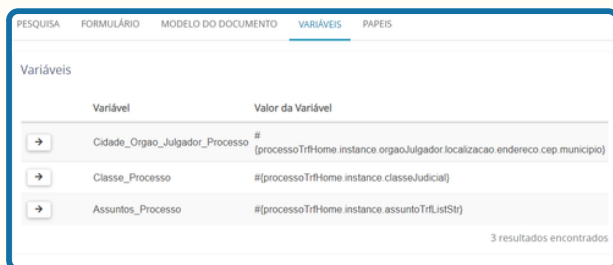 PESQUISA FORMULÁRIO MODELO DO DOCUMENTO VARIÁVEIS PAPEIS
Variáveis
Variável Valor da Variável
Cidade_Orgao_Julgador_Processo #
{processoTrfHome.instance.orgaoJulgador.localizacao.endereco.cep.municipio}
Classe_Processo #{processoTrfHome.instance.classeJudicial}
Assuntos_Processo #{processoTrfHome.instance.assuntoTrfListStr}
3 resultados encontrados